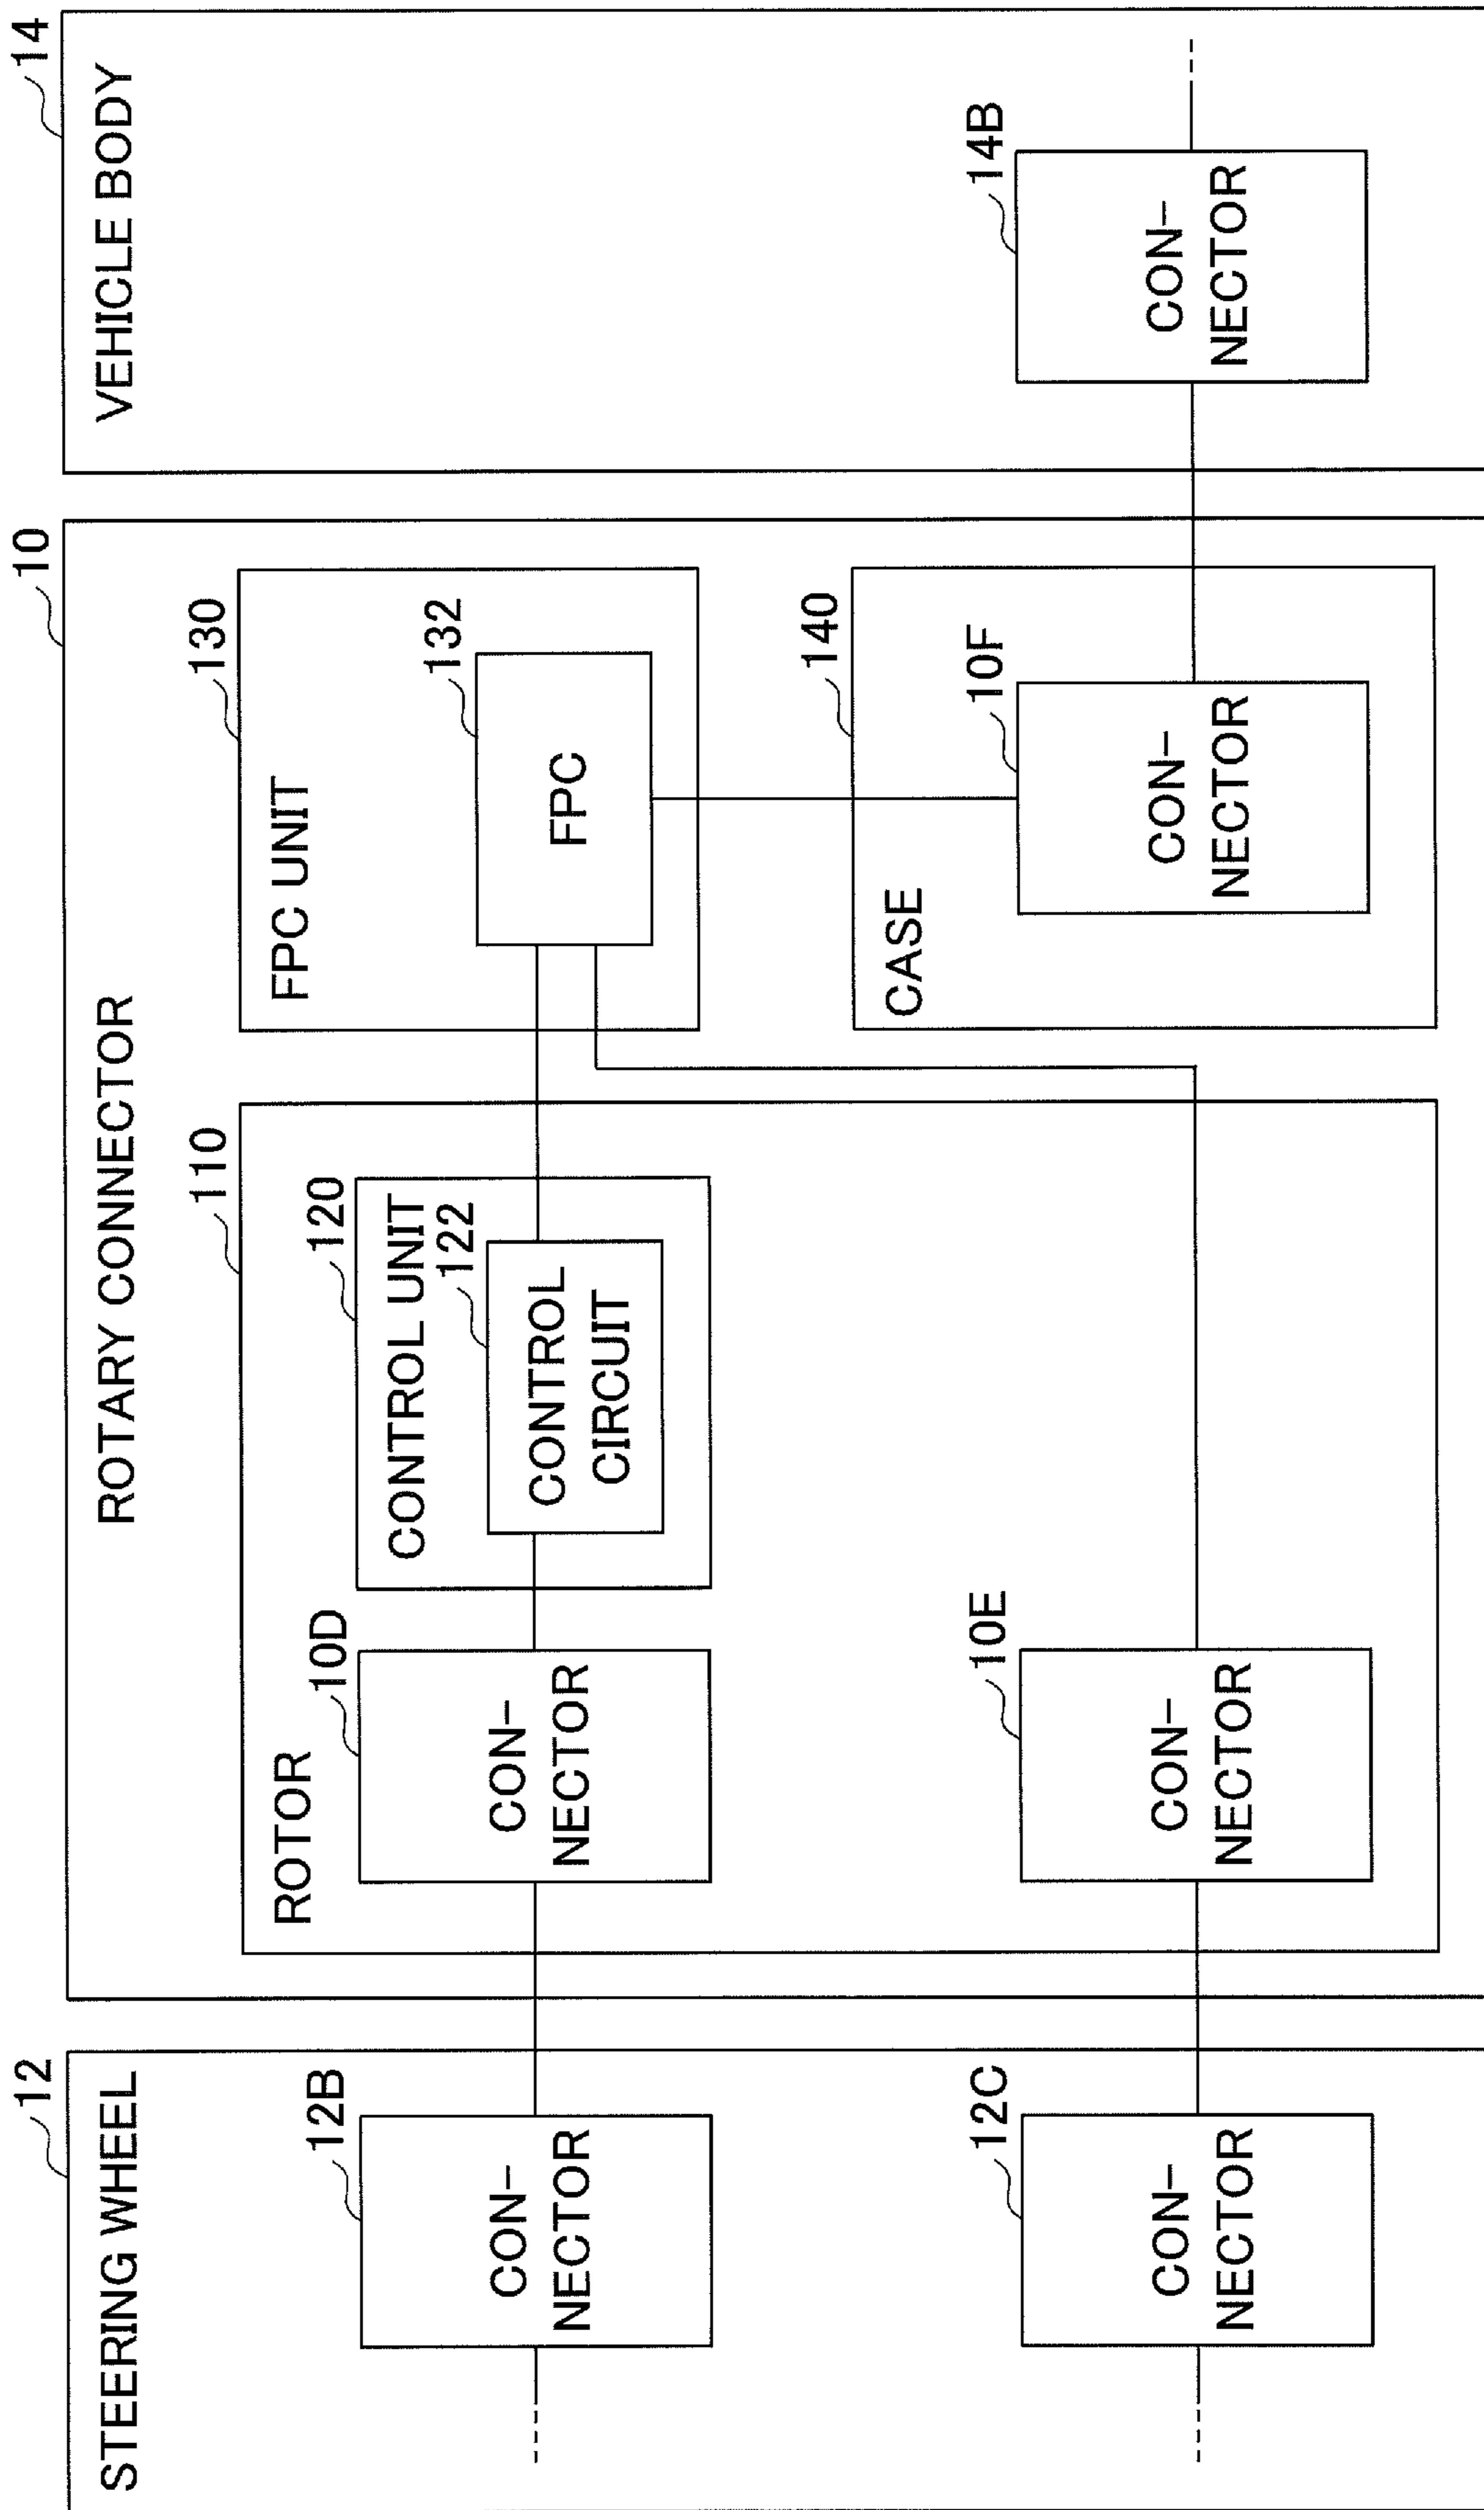 12
STEERING WHEEL
12B
CON-
NECTOR
12C
CON-
NECTOR
10
ROTARY CONNECTOR
110
ROTOR
10D
CON-
NECTOR
120
CONTROL UNIT
122
CONTROL
CIRCUIT
10E
CON-
NECTOR
130
FPC UNIT
132
FPC
140
CASE
10F
CON-
NECTOR
14
VEHICLE BODY
14B
CON-
NECTOR